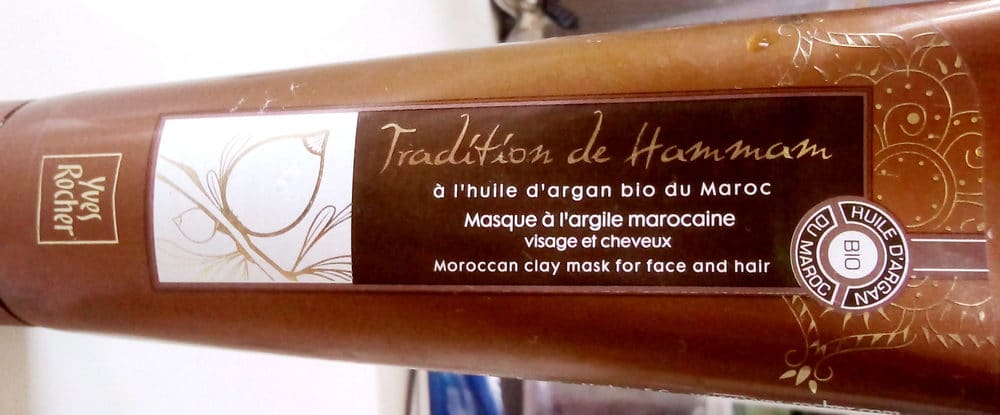 Yves
Rocher
Tradition de Hammam
à l'huile d'argan bio du Maroc
Masque à l'argile marocaine
visage et cheveux
Moroccan clay mask for face and hair
HUILE D'ARGAN
BIO
DU MAROC